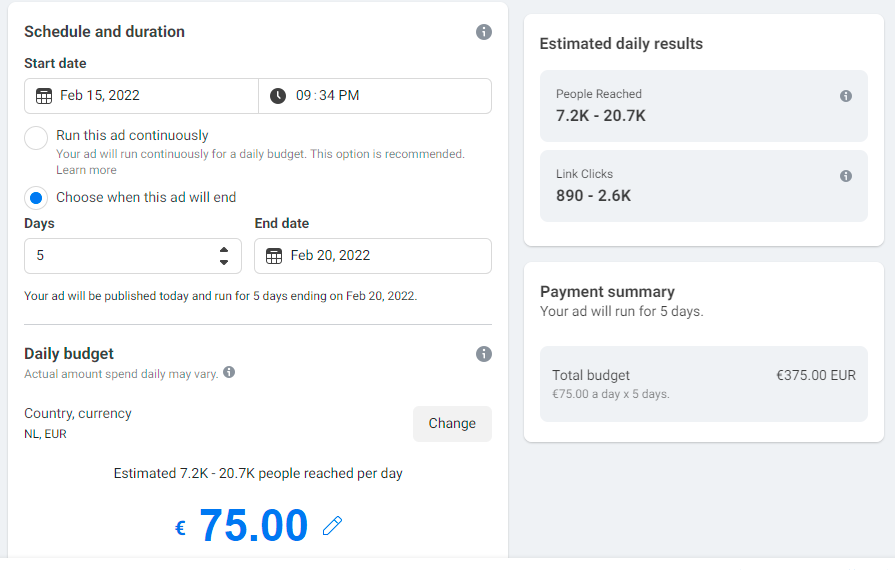 Schedule and duration
Start date
Feb 15, 2022
09 : 34 PM
Run this ad continuously
Your ad will run continuously for a daily budget. This option is recommended.
Learn more
Choose when this ad will end
Days
End date
5
Feb 20, 2022
Your ad will be published today and run for 5 days ending on Feb 20, 2022.
Daily budget
Actual amount spend daily may vary.
Country, currency
NL, EUR
Change
Estimated 7.2K - 20.7K people reached per day
€ 75.00
Estimated daily results
People Reached
7.2K - 20.7K
Link Clicks
890 - 2.6K
Payment summary
Your ad will run for 5 days.
Total budget
€375.00 EUR
€75.00 a day x 5 days.